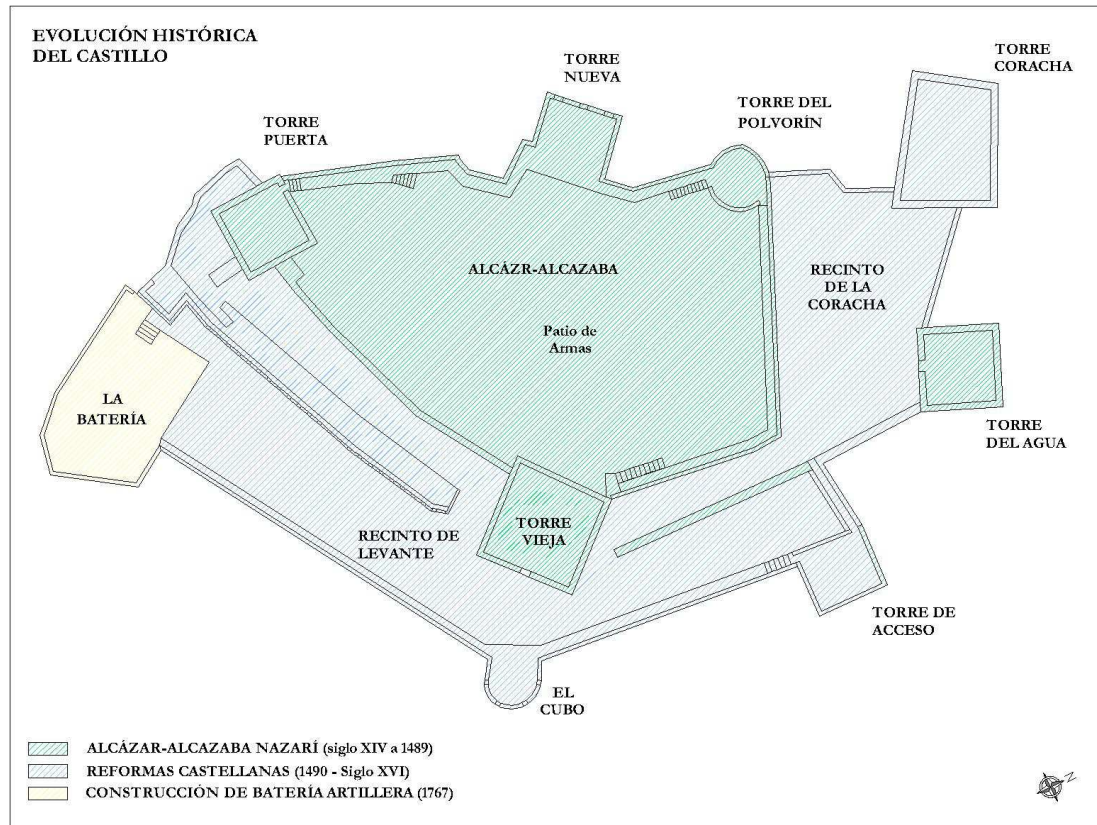 EVOLUCIÓN HISTÓRICA
DEL CASTILLO
TORRE
NUEVA
TORRE
CORACHA
TORRE
PUERTA
TORRE DEL
POLVORÍN
ALCÁZR-ALCAZABA
RECINTO
DE LA
CORACHA
Patio de
Armas
LA
BATERÍA
TORRE
DEL AGUA
RECINTO DE
LEVANTE
TORRE
VIEJA
TORRE DE
ACCESO
EL
CUBO
ALCÁZAR-ALCAZABA NAZARÍ (siglo XIV a 1489)
REFORMAS CASTELLANAS (1490 - Siglo XVI)
CONSTRUCCIÓN DE BATERÍA ARTILLERA (1767)
N